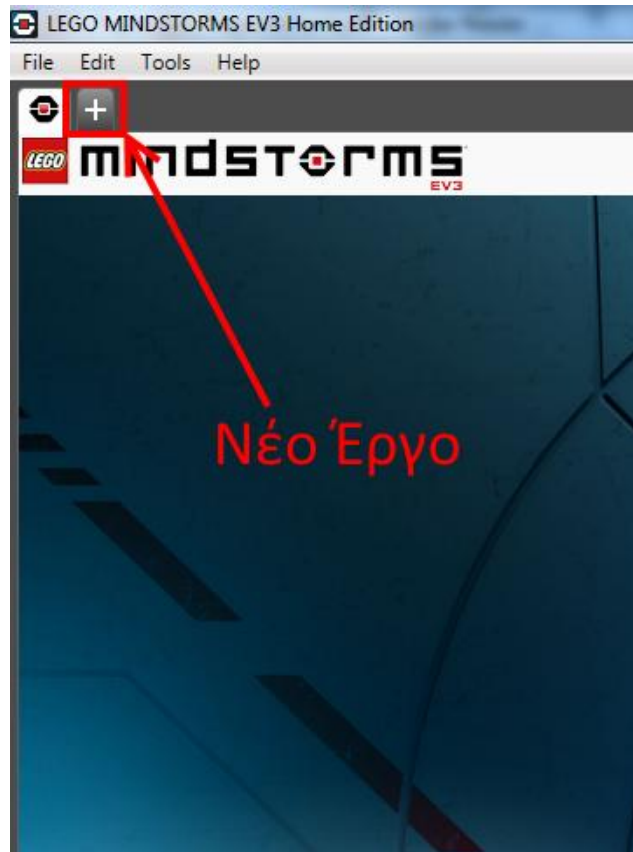 LEGO MINDSTORMS EV3 Home Edition
File Edit Tools Help
+
LEGO mindstorms
EV3
Νέο Έργο